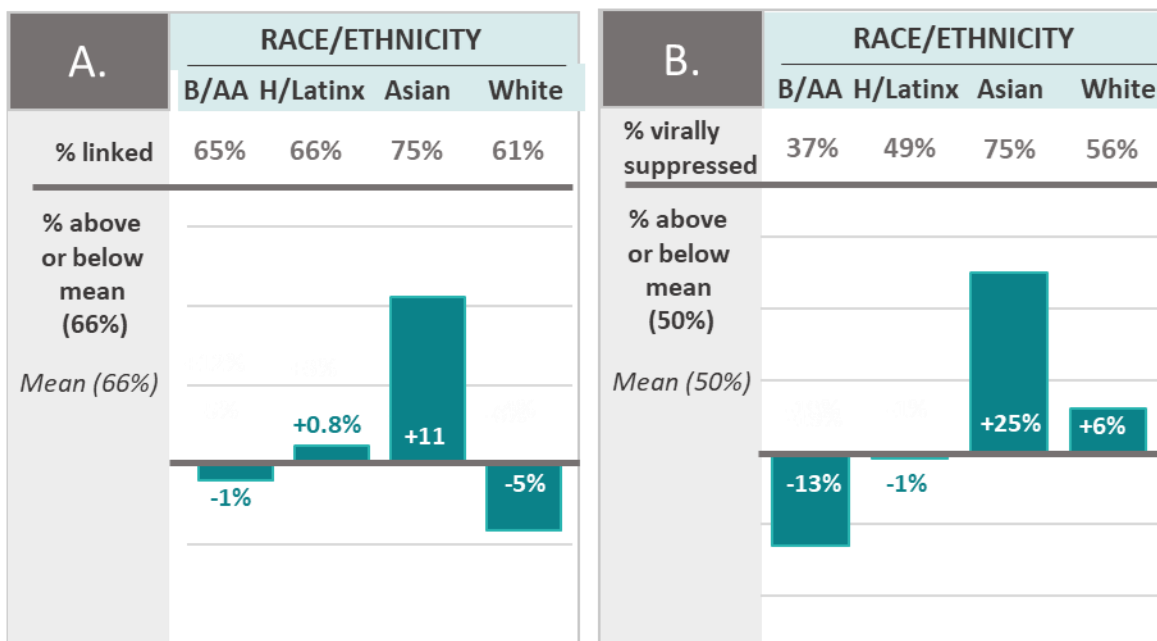 A.
RACE/ETHNICITY
B/AA H/Latinx Asian White
% linked 65% 66% 75% 61%
% above
or below
mean
(66%)
Mean (66%)
-1%
+0.8%
+11
-5%
B.
RACE/ETHNICITY
B/AA H/Latinx Asian White
% virally
suppressed
37% 49% 75% 56%
% above
or below
mean
(50%)
Mean (50%)
-13%
-1%
+25%
+6%